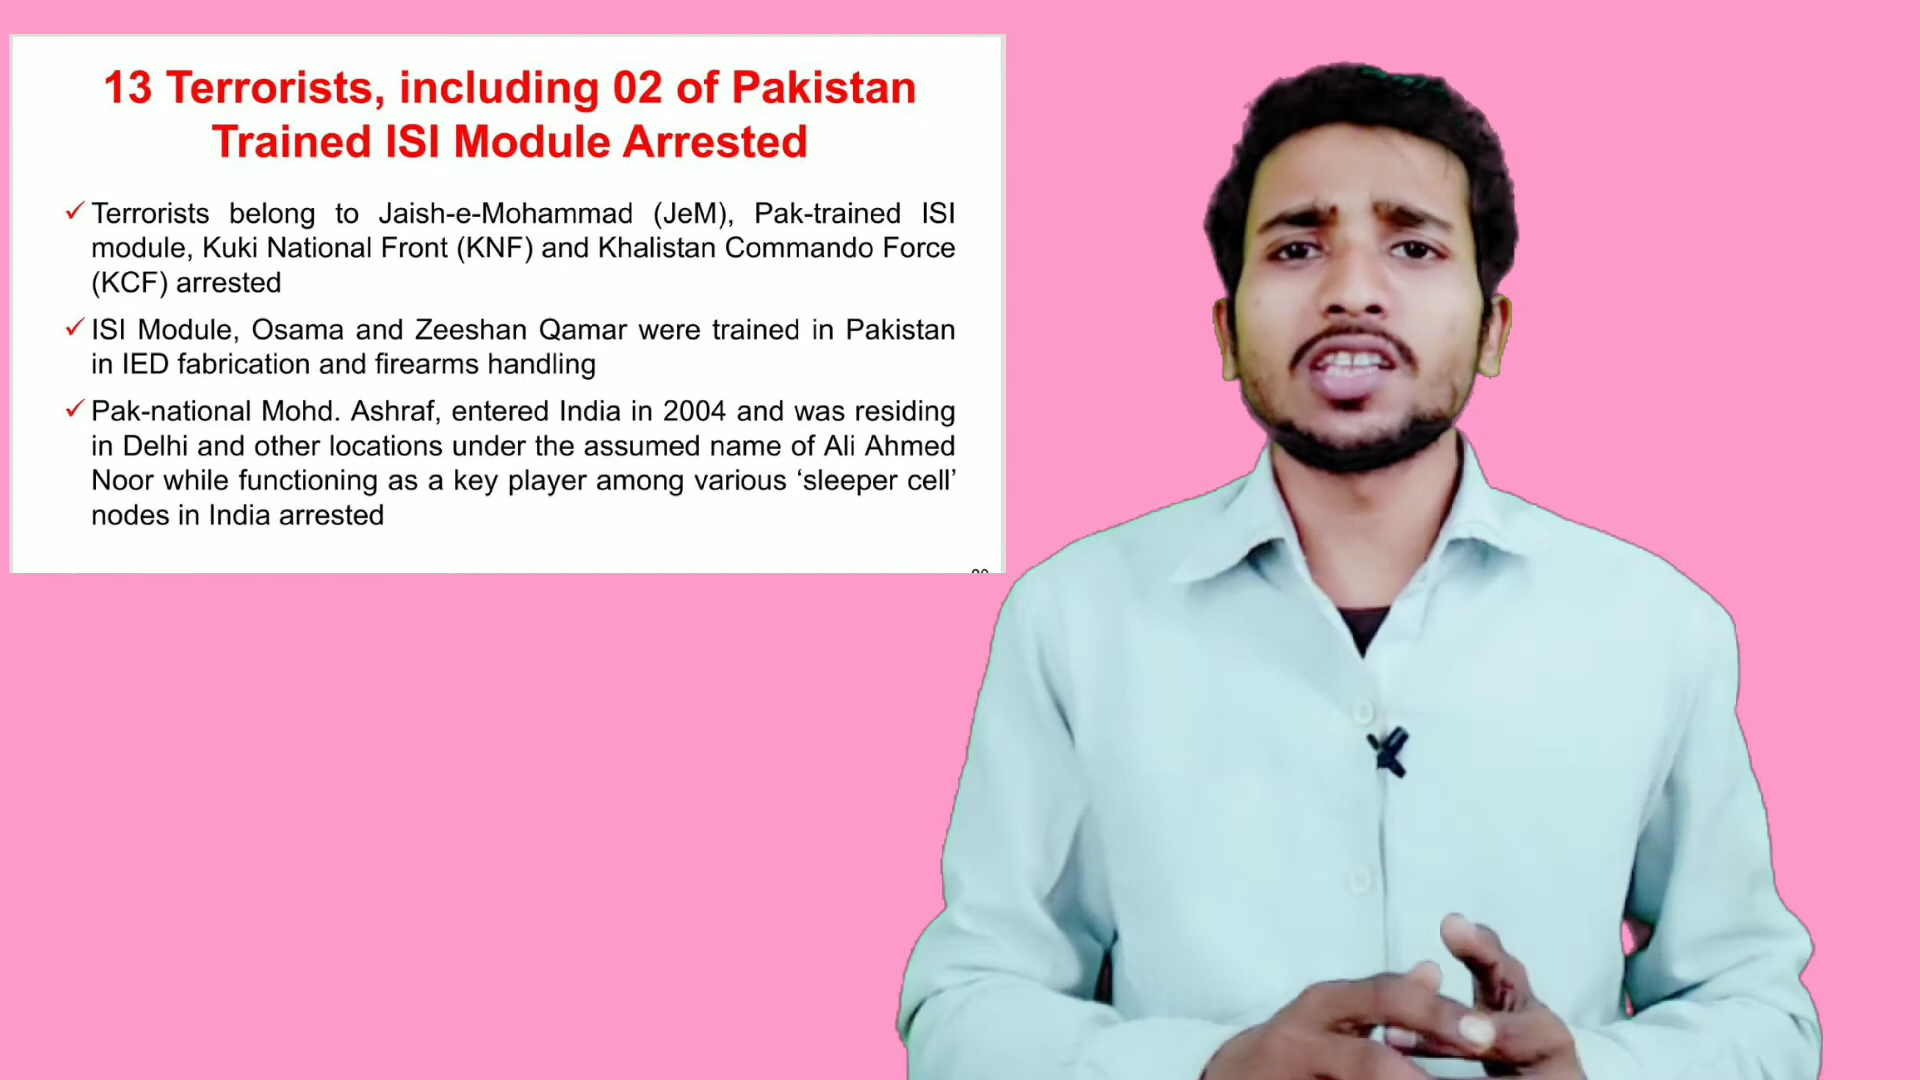 13 Terrorists, including 02 of Pakistan
Trained ISI Module Arrested
✓ Terrorists belong to Jaish-e-Mohammad (JeM), Pak-trained ISI
module, Kuki National Front (KNF) and Khalistan Commando Force
(KCF) arrested
✓ ISI Module, Osama and Zeeshan Qamar were trained in Pakistan
in IED fabrication and firearms handling
✓ Pak-national Mohd. Ashraf, entered India in 2004 and was residing
in Delhi and other locations under the assumed name of Ali Ahmed
Noor while functioning as a key player among various ‘sleeper cell’
nodes in India arrested